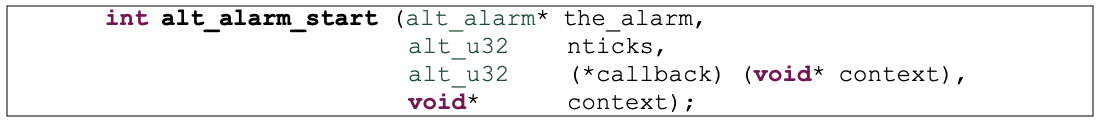 int alt_alarm_start (alt_alarm* the_alarm,
alt_u32 nticks,
alt_u32 (*callback) (void* context),
void* context);